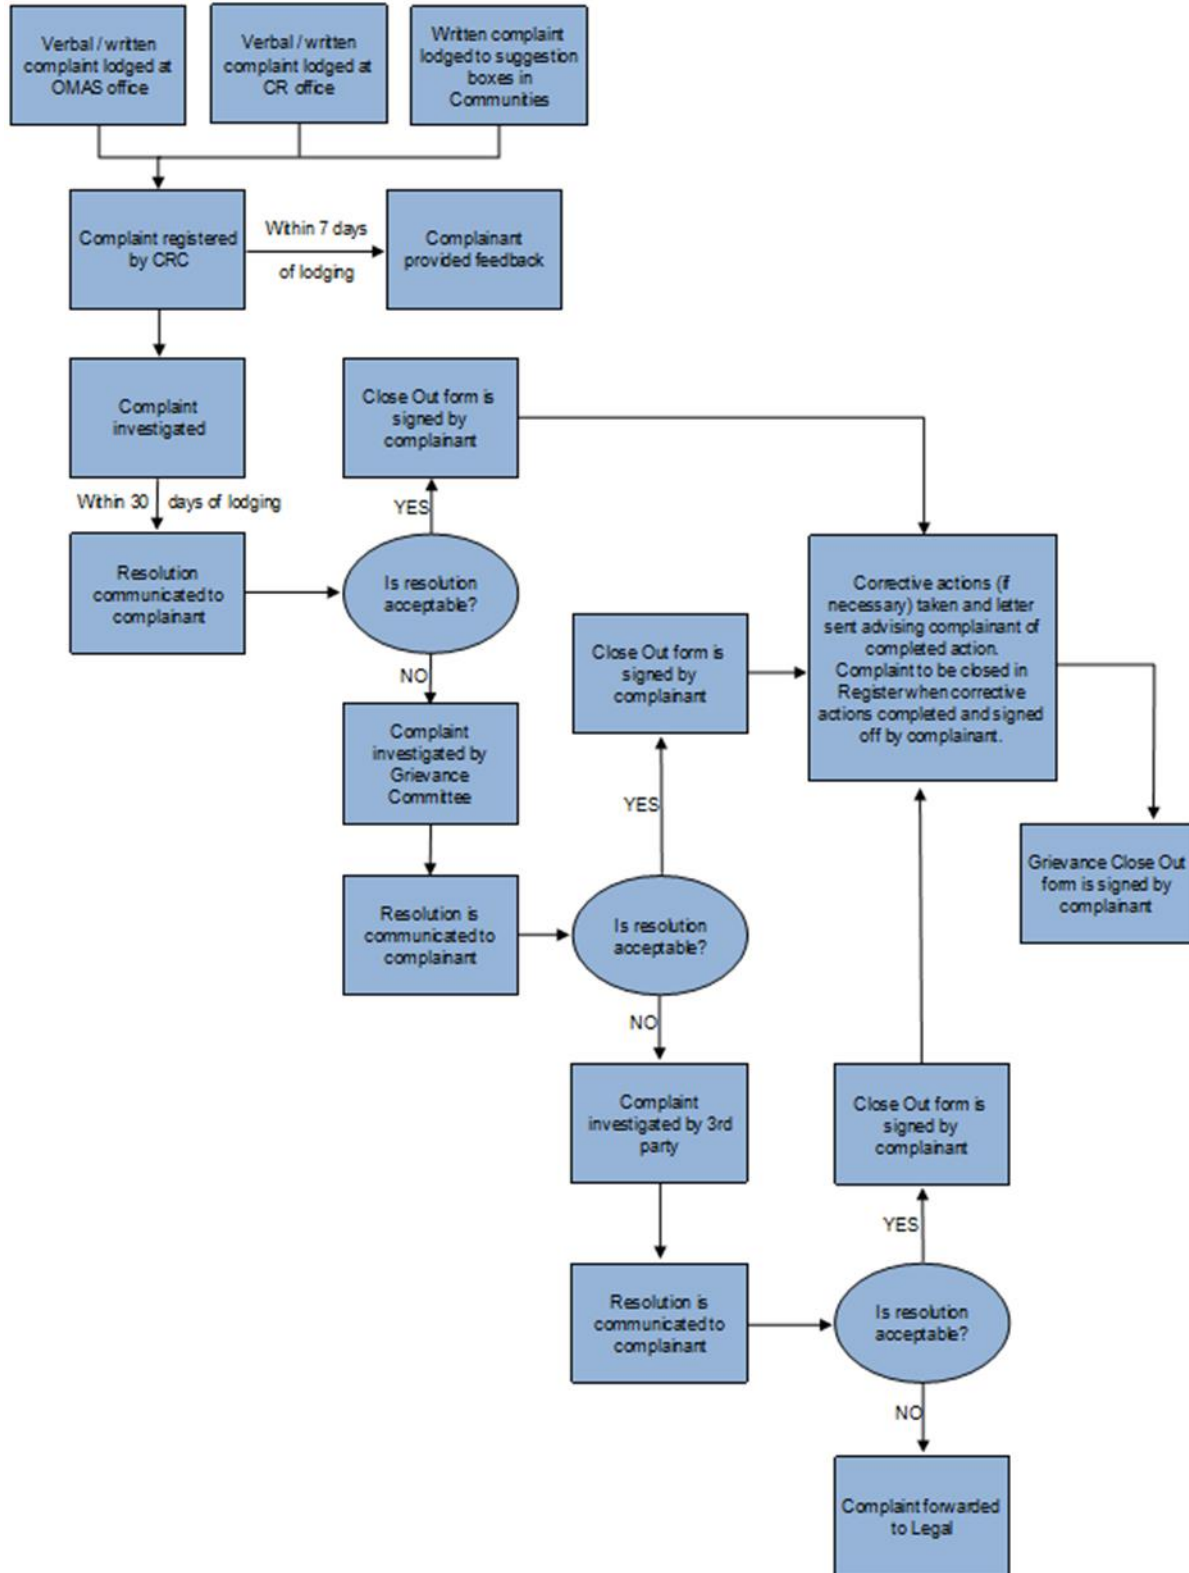 Verbal / written
complaint lodged at
OMAS office
Verbal / written
complaint lodged at
CR office
Written complaint
lodged to suggestion
boxes in
Communities
Complaint registered
by CRC
Within 7 days
of lodging
Complainant
provided feedback
Complaint
investigated
Close Out form is
signed by
complainant
Within 30 days of lodging
YES
Resolution
communicated to
complainant
Is resolution
acceptable?
Corrective actions (if
necessary) taken and letter
sent advising complainant of
completed action.
Complaint to be closed in
Register when corrective
actions completed and signed
off by complainant.
Close Out form is
signed by
complainant
NO
Complaint
investigated by
Grievance
Committee
YES
Grievance Close Out
form is signed by
complainant
Resolution is
communicated to
complainant
Is resolution
acceptable?
NO
Complaint
investigated by 3rd
party
Close Out form is
signed by
complainant
YES
Resolution is
communicated to
complainant
Is resolution
acceptable?
NO
Complaint forwarded
to Legal